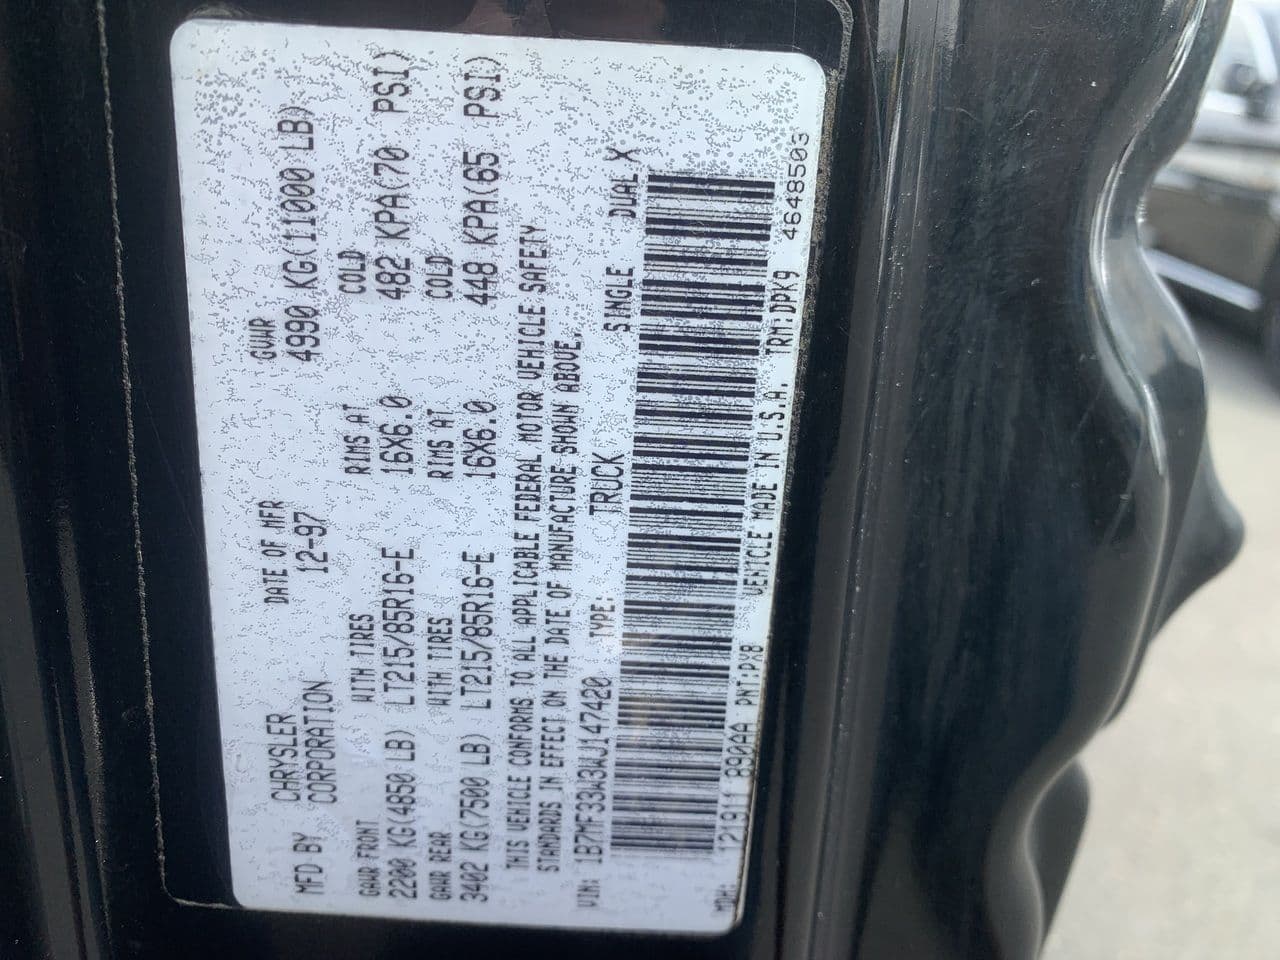 MFD BY CHRYSLER CORPORATION DATE OF MFR 12-97 GVWR 4990 KG(11000 LB)
GAWR FRONT WITH TIRES RIMS AT COLD
2200 KG(4850 LB) LT215/85R16-E 16X6.0 482 KPA(70 PSI)
GAWR REAR WITH TIRES RIMS AT COLD
3402 KG(7500 LB) LT215/85R16-E 16X6.0 448 KPA(65 PSI)
THIS VEHICLE CONFORMS TO ALL APPLICABLE FEDERAL MOTOR VEHICLE SAFETY
STANDARDS IN EFFECT ON THE DATE OF MANUFACTURE SHOWN ABOVE.
VIN: 1B7MF33W3WJ147420 TYPE: TRUCK SINGLE DUAL X
MDH: 121911 890AA PNT:PX8 VEHICLE MADE IN U.S.A. TRM:DPK9 4648503